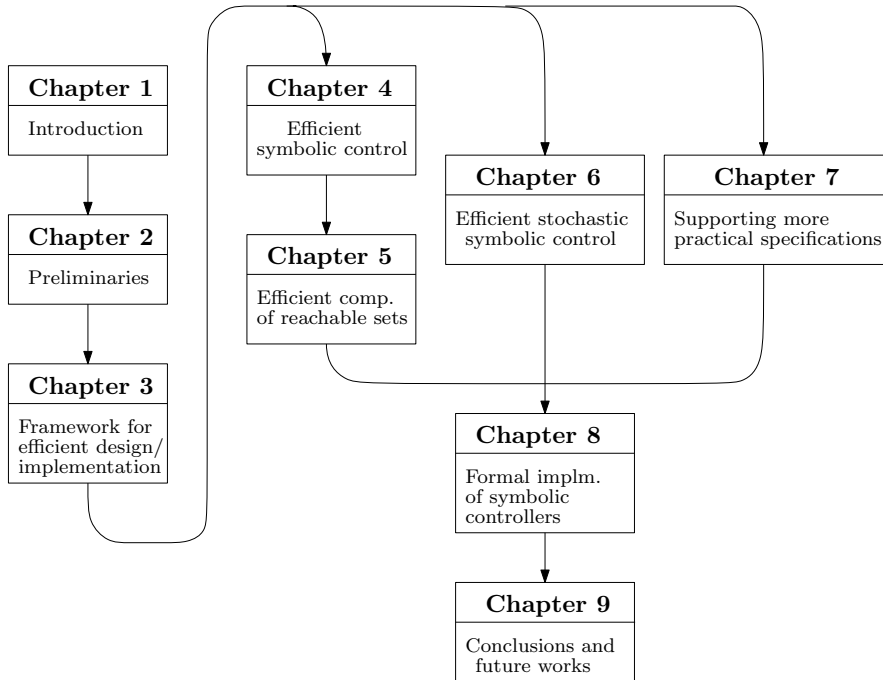 Chapter 1
Introduction
Chapter 2
Preliminaries
Chapter 3
Framework for
efficient design/
implementation
Chapter 4
Efficient
symbolic control
Chapter 5
Efficient comp.
of reachable sets
Chapter 6
Efficient stochastic
symbolic control
Chapter 7
Supporting more
practical specifications
Chapter 8
Formal implm.
of symbolic
controllers
Chapter 9
Conclusions and
future works